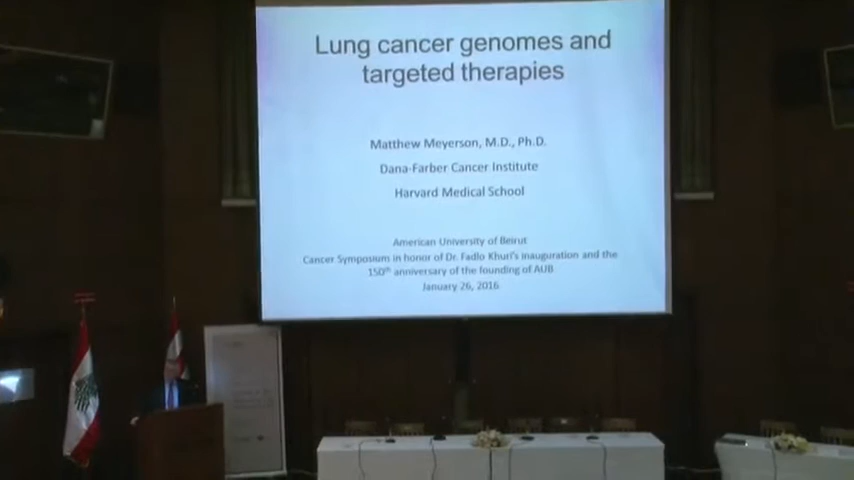 Lung cancer genomes and
targeted therapies
Matthew Meyerson, M.D., Ph.D.
Dana-Farber Cancer Institute
Harvard Medical School
American University of Beirut
Cancer Symposium in honor of Dr. Fadlo Khuri's inauguration and the
150th anniversary of the founding of AUB
January 26, 2016